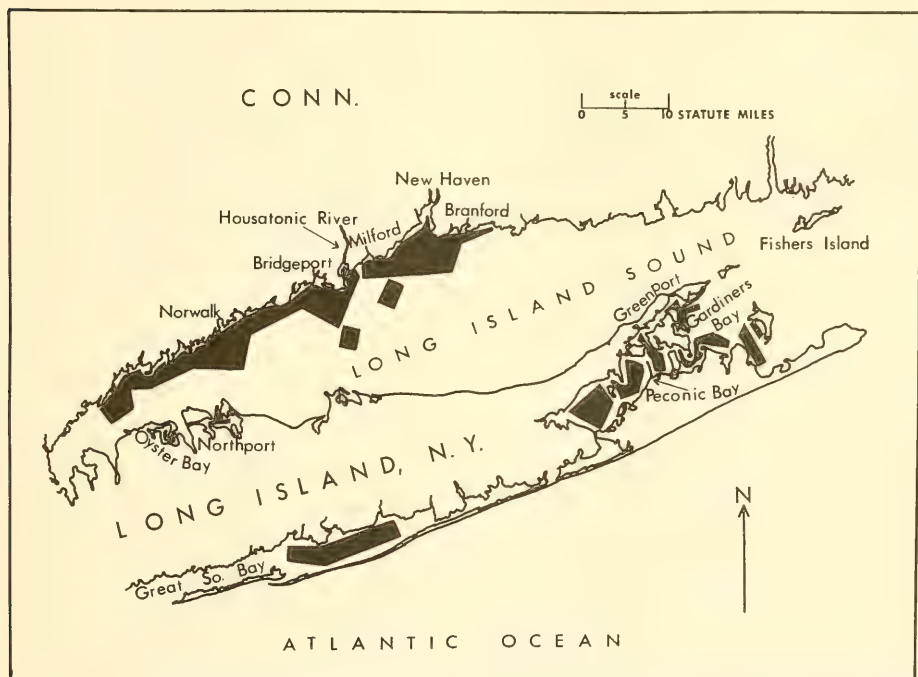 CONN.
scale
0 5 10 STATUTE MILES
New Haven
Housatonic River
Milford
Branford
Bridgeport
Fishers Island
Norwalk
LONG ISLAND SOUND
GreenPort
Gardiners
Bay
Peconic Bay
Oyster Bay
Northport
LONG ISLAND, N.Y.
N
Great So. Bay
ATLANTIC OCEAN